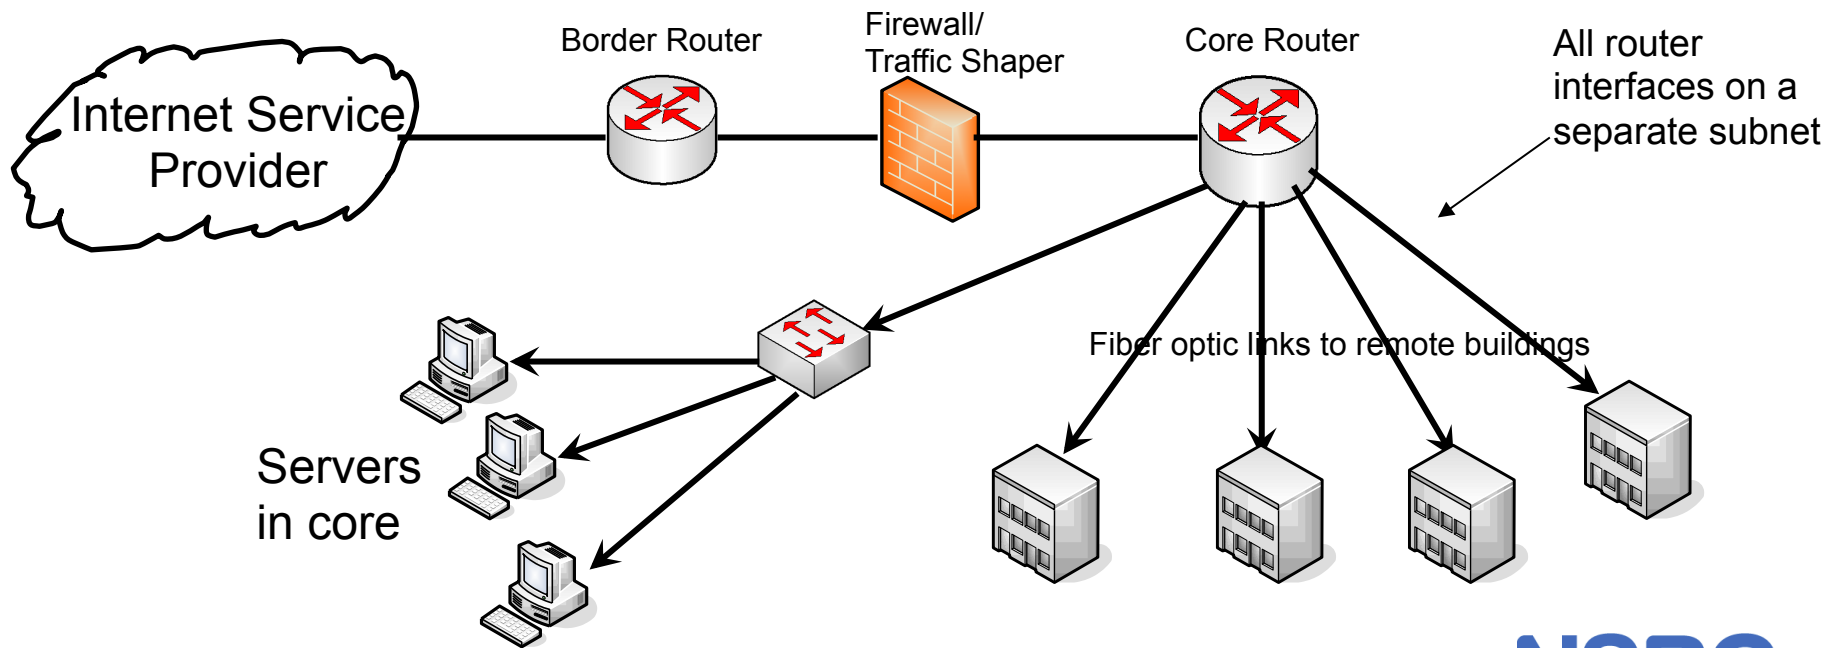 Firewall/
Traffic Shaper
Border Router
Core Router
All router
interfaces on a
separate subnet
Internet Service
Provider
Fiber optic links to remote buildings
Servers
in core